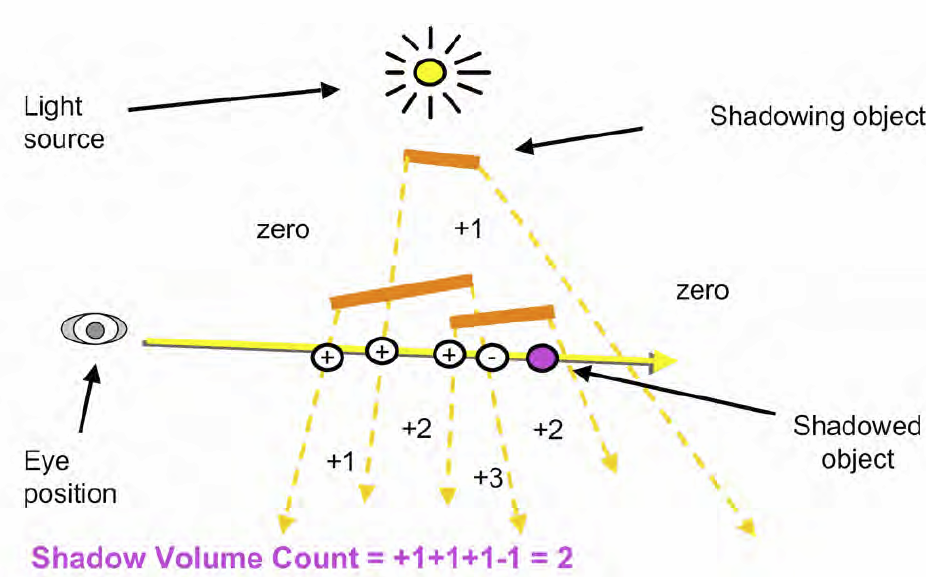 Light
source
Shadowing object
zero
+1
zero
+
+
+
-
+2
+2
+1
+3
Shadowed
object
Eye
position
Shadow Volume Count = +1+1+1-1 = 2